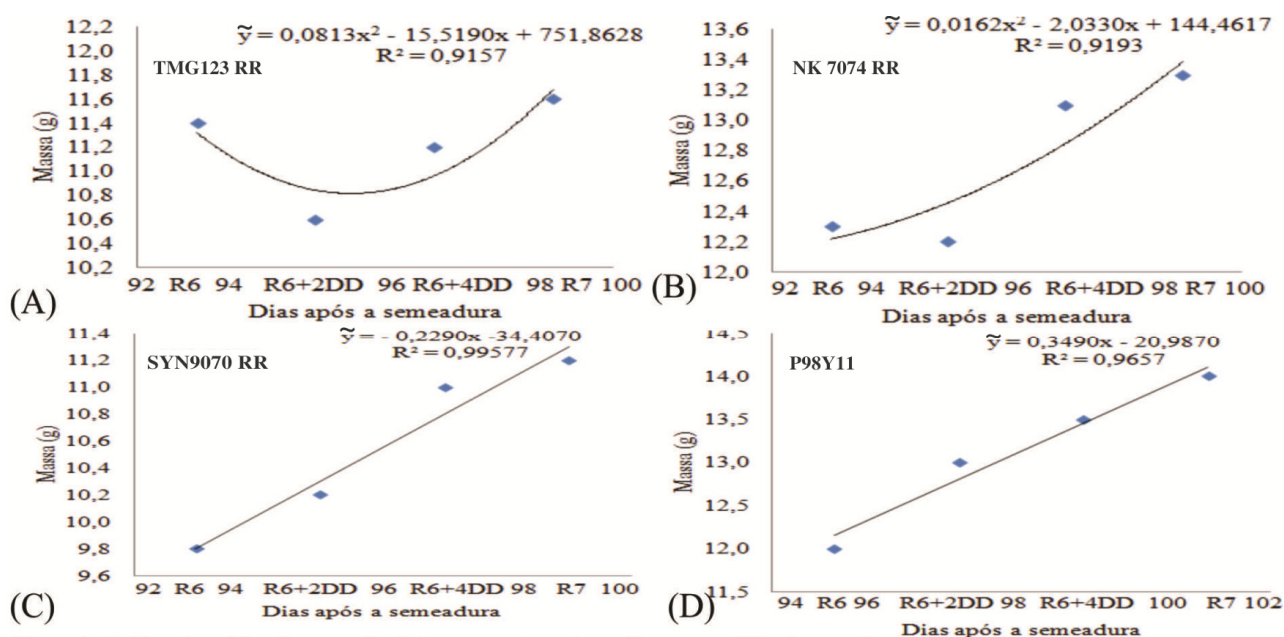 ỹ = 0,0813x² - 15,5190x + 751,8628
R² = 0,9157
TMG123 RR
12,2
12,0
11,8
11,6
11,4
11,2
11,0
10,8
10,6
10,4
10,2
Massa (g)
92 R6 94 R6+2DD 96 R6+4DD 98 R7 100
Dias após a semeadura
(A)
ỹ = 0,0162x² - 2,0330x + 144,4617
R² = 0,9193
NK 7074 RR
13,6
13,4
13,2
13,0
12,8
12,6
12,4
12,2
12,0
Massa (g)
92 R6 94 R6+2DD 96 R6+4DD 98 R7 100
Dias após a semeadura
(B)
ỹ = - 0,2290x -34,4070
R² = 0,99577
SYN9070 RR
11,4
11,2
11,0
10,8
10,6
10,4
10,2
10,0
9,8
9,6
Massa (g)
92 R6 94 R6+2DD 96 R6+4DD 98 R7 100
Dias após a semeadura
(C)
ỹ = 0,3490x - 20,9870
R² = 0,9657
P98Y11
14,5
14,0
13,5
13,0
12,5
12,0
11,5
Massa (g)
94 R6 96 R6+2DD 98 R6+4DD 100 R7 102
Dias após a semeadura
(D)